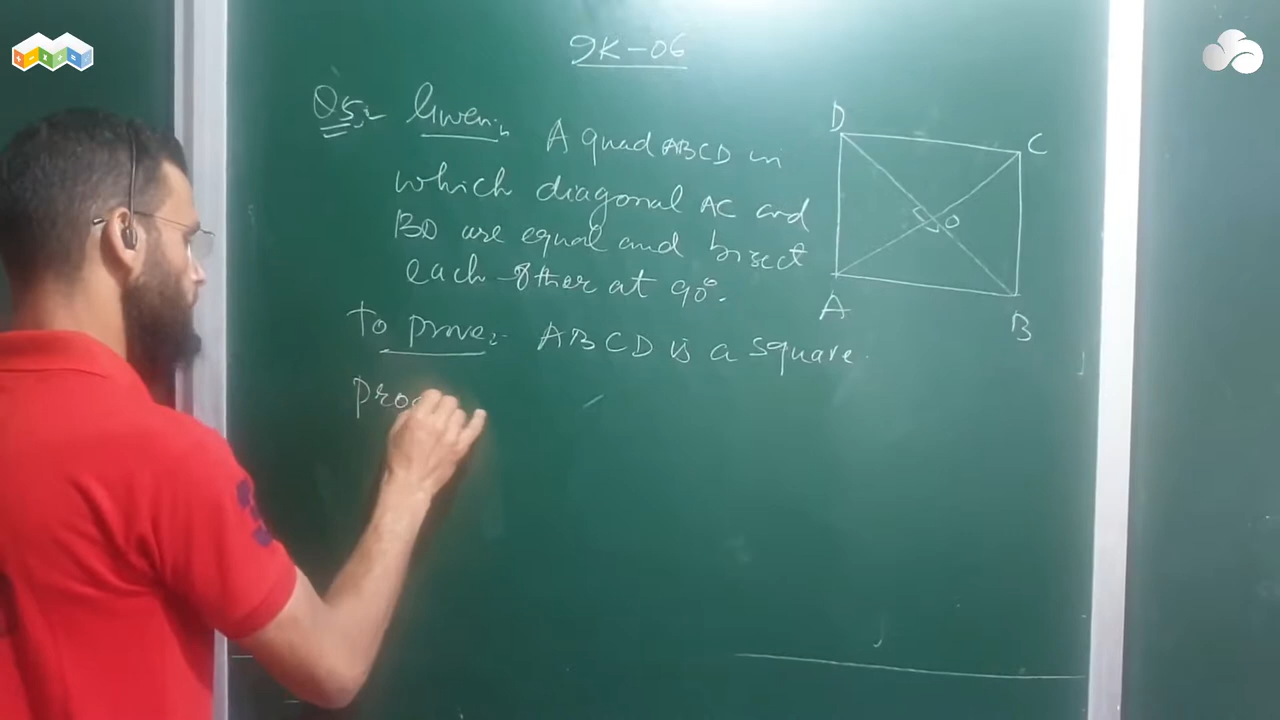 9K-06
Q5:- Given:-
A quad ABCD in
which diagonal AC and
BD are equal and bisect
each other at 90°.
To prove:- ABCD is a square.
Proo
D
C
O
A
B